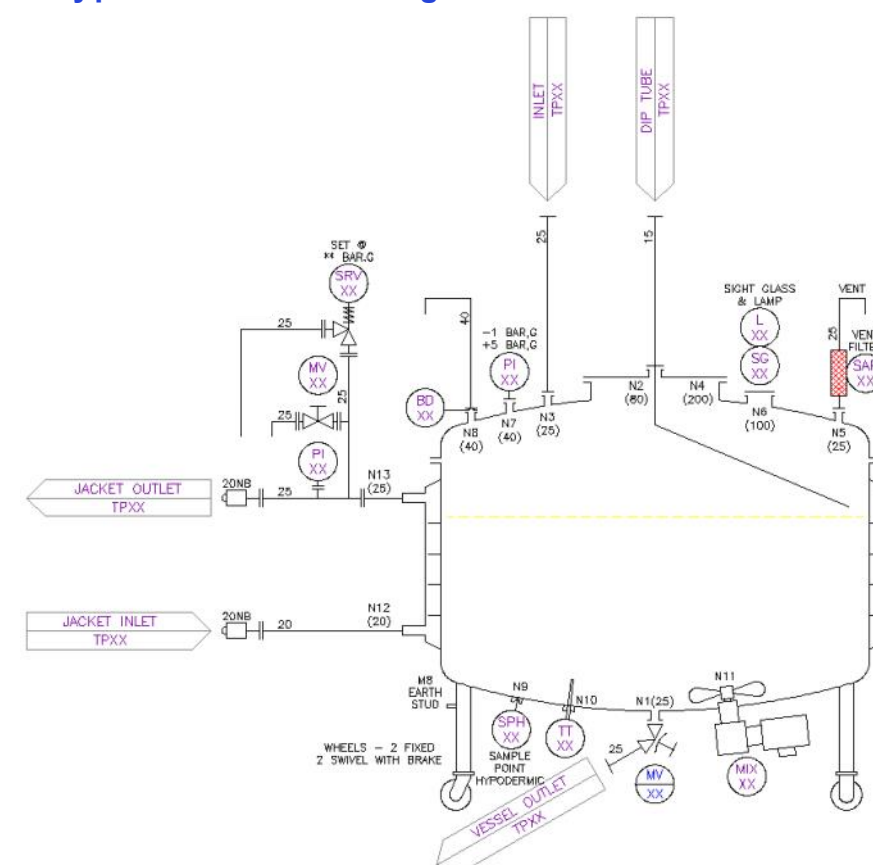 INLET
TPXX
DIP TUBE
TPXX
25
15
SET @
** BAR.G
SRV
XX
25
MV
XX
25
25
PI
XX
40
-1 BAR,G
+5 BAR,G
PI
XX
BD
XX
N8
(40)
N7
(40)
N3
(25)
N2
(80)
N4
(200)
SIGHT GLASS
& LAMP
L
XX
SG
XX
N6
(100)
VENT
25
XX
N5
(25)
JACKET OUTLET
TPXX
20NB
25
N13
(25)
JACKET INLET
TPXX
20NB
20
N12
(20)
M8
EARTH
STUD
WHEELS - 2 FIXED
2 SWIVEL WITH BRAKE
N9
SPH
XX
SAMPLE
POINT
HYPODERMIC
N10
TT
XX
N1(25)
25
MV
XX
N11
MIX
XX
VESSEL OUTLET
TPXX